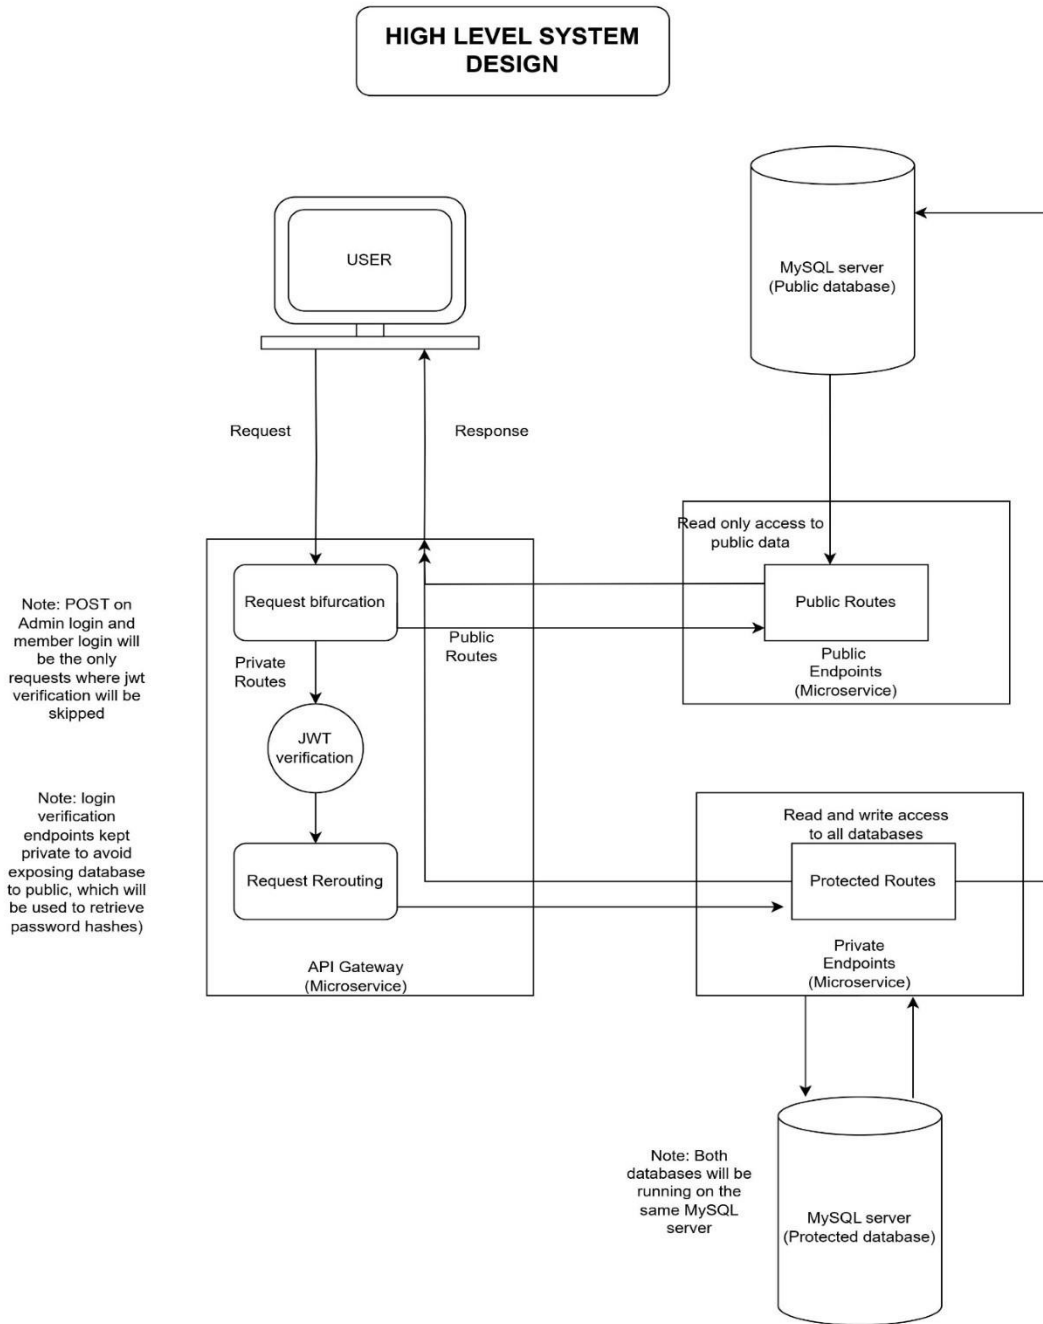 HIGH LEVEL SYSTEM
DESIGN
USER
MySQL server
(Public database)
Request
Response
Read only access to
public data
Request bifurcation
Public Routes
Public
Routes
Public
Endpoints
(Microservice)
Note: POST on
Admin login and
member login will
be the only
requests where jwt
verification will be
skipped
Private
Routes
JWT
verification
Note: login
verification
endpoints kept
private to avoid
exposing database
to public, which will
be used to retrieve
password hashes)
Read and write access
to all databases
Request Rerouting
Protected Routes
API Gateway
(Microservice)
Private
Endpoints
(Microservice)
Note: Both
databases will be
running on the
same MySQL
server
MySQL server
(Protected database)